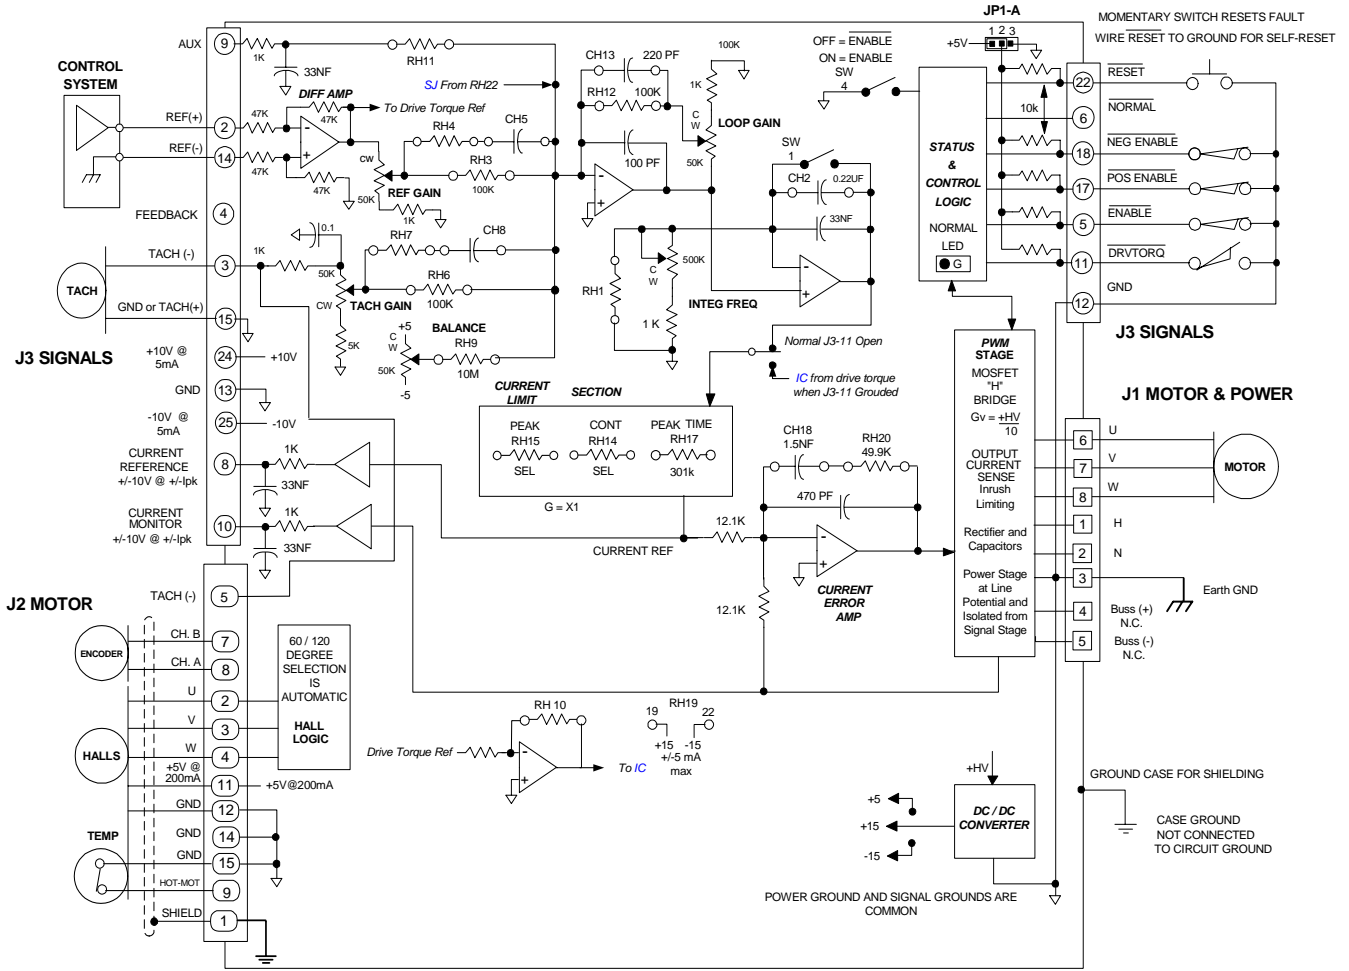 JP1-A
MOMENTARY SWITCH RESETS FAULT
WIRE RESET TO GROUND FOR SELF-RESET
1 2 3
+5V
OFF = ENABLE
ON = ENABLE
SW
4
AUX
9
1K
33NF
RH11
CONTROL
SYSTEM
DIFF AMP
SJ From RH22
To Drive Torque Ref
REF(+)
2
47K
47K
REF(-)
14
47K
47K
RH4
CH5
RH3
100K
CW
50K
REF GAIN
1K
CH13
220 PF
RH12
100K
100 PF
100K
1K
C
W
LOOP GAIN
50K
SW
1
CH2
0.22UF
33NF
FEEDBACK
4
0.1
TACH (-)
3
1K
50K
CW
TACH GAIN
5K
RH7
CH8
RH6
100K
TACH
GND or TACH(+)
15
J3 SIGNALS
+10V @
5mA
24
+10V
GND
13
-10V @
5mA
25
-10V
+5
C
W
50K
-5
BALANCE
RH9
10M
RH1
C
W
500K
1 K
INTEG FREQ
Normal J3-11 Open
IC from drive torque
when J3-11 Grounded
STATUS
&
CONTROL
LOGIC
NORMAL
LED
G
10k
22
RESET
6
NORMAL
18
NEG ENABLE
17
POS ENABLE
5
ENABLE
11
DRVTORQ
12
GND
J3 SIGNALS
CURRENT
LIMIT
SECTION
PEAK
RH15
SEL
CONT
RH14
SEL
PEAK TIME
RH17
301k
G = X1
CURRENT
REFERENCE
+/-10V @ +/-Ipk
8
1K
33NF
CURRENT
MONITOR
+/-10V @ +/-Ipk
10
1K
33NF
CURRENT REF
12.1K
12.1K
CH18
1.5NF
RH20
49.9K
470 PF
CURRENT
ERROR
AMP
PWM
STAGE
MOSFET
"H"
BRIDGE
Gv = +HV
10
OUTPUT
CURRENT
SENSE
Inrush
Limiting
Rectifier and
Capacitors
Power Stage
at Line
Potential and
Isolated from
Signal Stage
J1 MOTOR & POWER
6
U
7
V
8
W
MOTOR
1
H
2
N
3
Earth GND
4
Buss (+)
N.C.
5
Buss (-)
N.C.
J2 MOTOR
TACH (-)
5
ENCODER
CH. B
7
CH. A
8
U
2
V
3
W
4
HALLS
+5V @
200mA
11
+5V@200mA
GND
12
GND
14
GND
15
TEMP
HOT-MOT
9
SHIELD
1
60 / 120
DEGREE
SELECTION
IS
AUTOMATIC
HALL
LOGIC
RH 10
Drive Torque Ref
To IC
RH19
19
22
+15 -15
+/-5 mA
max
+HV
DC / DC
CONVERTER
+5
+15
-15
POWER GROUND AND SIGNAL GROUNDS ARE
COMMON
GROUND CASE FOR SHIELDING
CASE GROUND
NOT CONNECTED
TO CIRCUIT GROUND